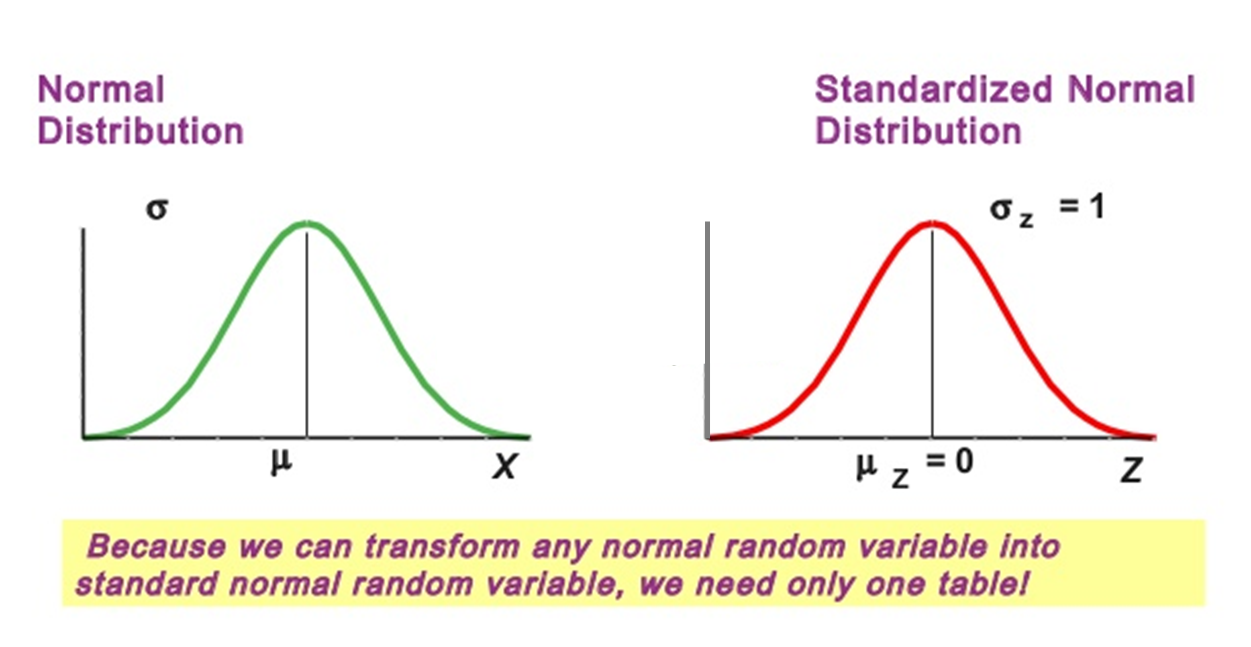 Normal
Distribution
Standardized Normal
Distribution
σ
σ z = 1
μ
X
μ Z = 0
Z
Because we can transform any normal random variable into
standard normal random variable, we need only one table!